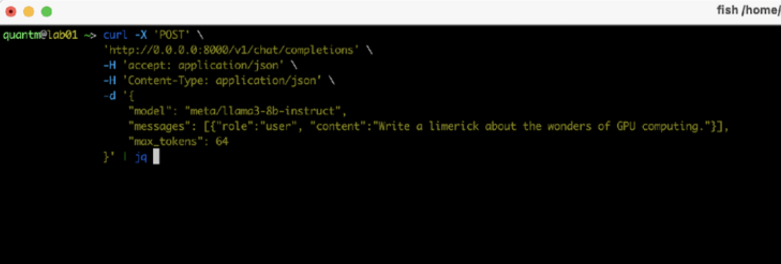 fish /home/
quantm@lab01 ~> curl -X 'POST' \
'http://0.0.0.0:8000/v1/chat/completions' \
-H 'accept: application/json' \
-H 'Content-Type: application/json' \
-d '{
"model": "meta/llama3-8b-instruct",
"messages": [{"role":"user", "content":"Write a limerick about the wonders of GPU computing."}],
"max_tokens": 64
}' | jq